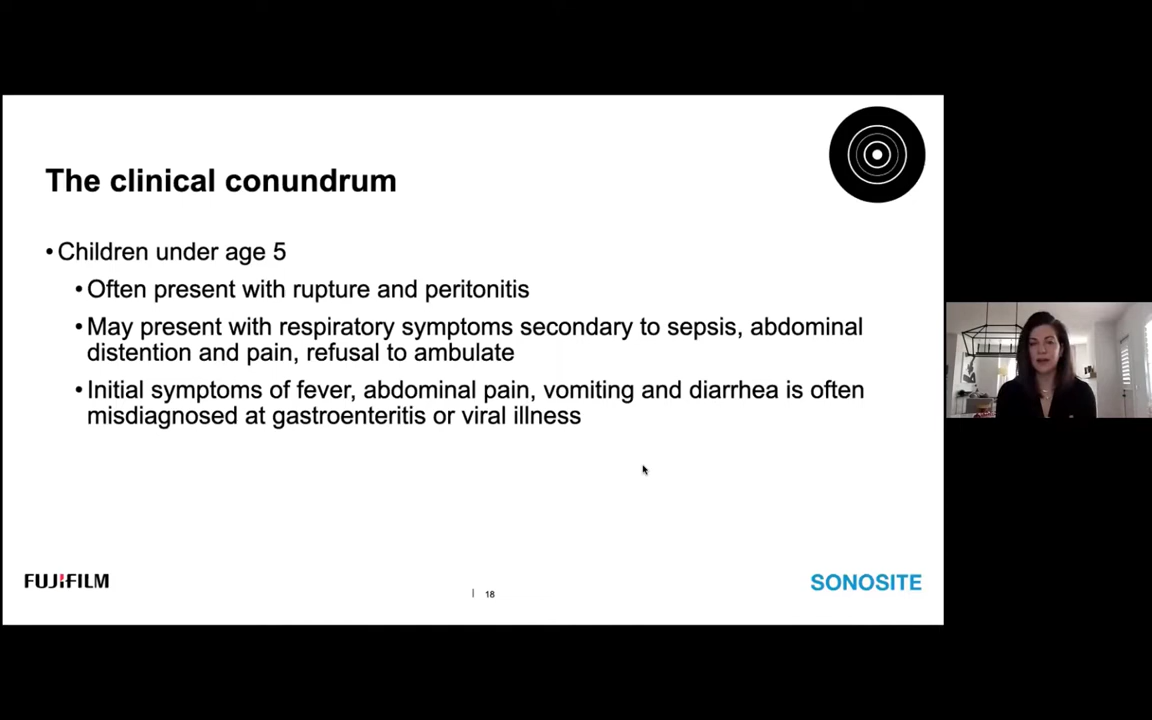 The clinical conundrum
• Children under age 5
• Often present with rupture and peritonitis
• May present with respiratory symptoms secondary to sepsis, abdominal
distention and pain, refusal to ambulate
• Initial symptoms of fever, abdominal pain, vomiting and diarrhea is often
misdiagnosed at gastroenteritis or viral illness
FUJIFILM
| 18
SONOSITE